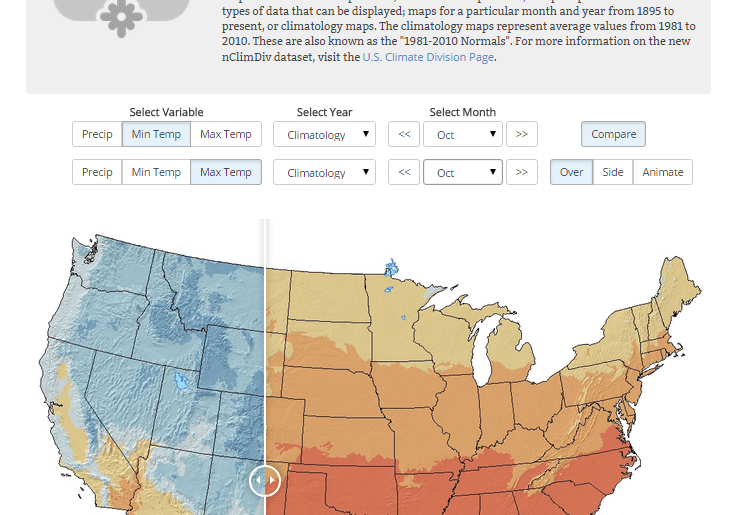 types of data that can be displayed; maps for a particular month and year from 1895 to
present, or climatology maps. The climatology maps represent average values from 1981 to
2010. These are also known as the "1981-2010 Normals". For more information on the new
nClimDiv dataset, visit the U.S. Climate Division Page.
Select Variable Select Year Select Month
Precip Min Temp Max Temp Climatology << Oct >> Compare
Precip Min Temp Max Temp Climatology << Oct >> Over Side Animate